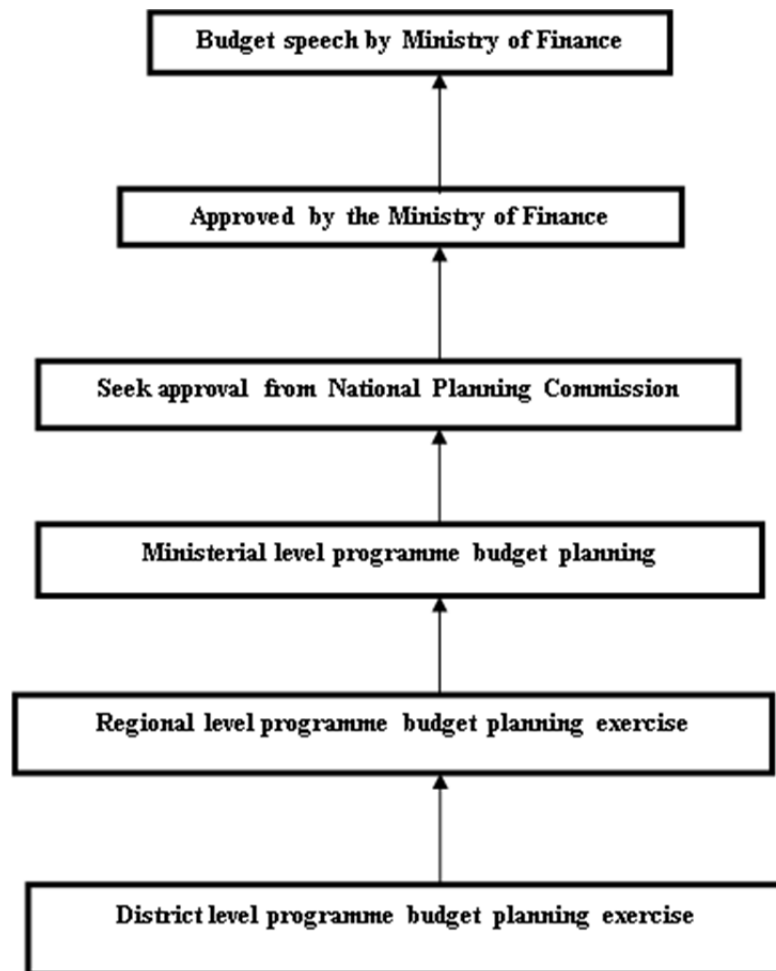 Budget speech by Ministry of Finance
Approved by the Ministry of Finance
Seek approval from National Planning Commission
Ministerial level programme budget planning
Regional level programme budget planning exercise
District level programme budget planning exercise